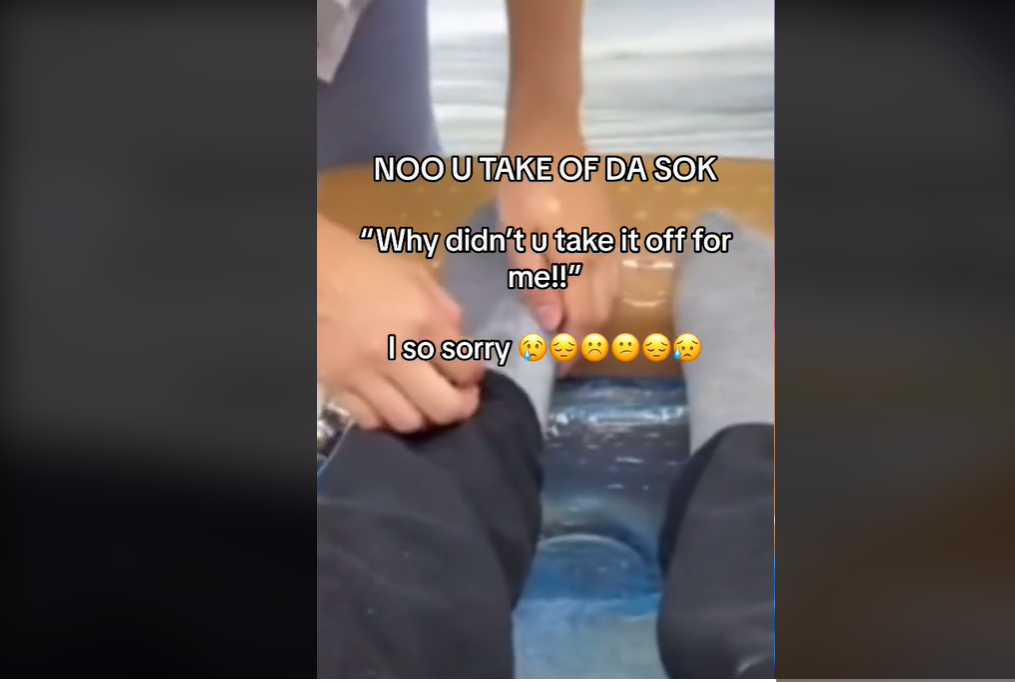 NOO U TAKE OF DA SOK
“Why didn’t u take it off for
me!!”
I so sorry 😢😔☹️😕😔😥